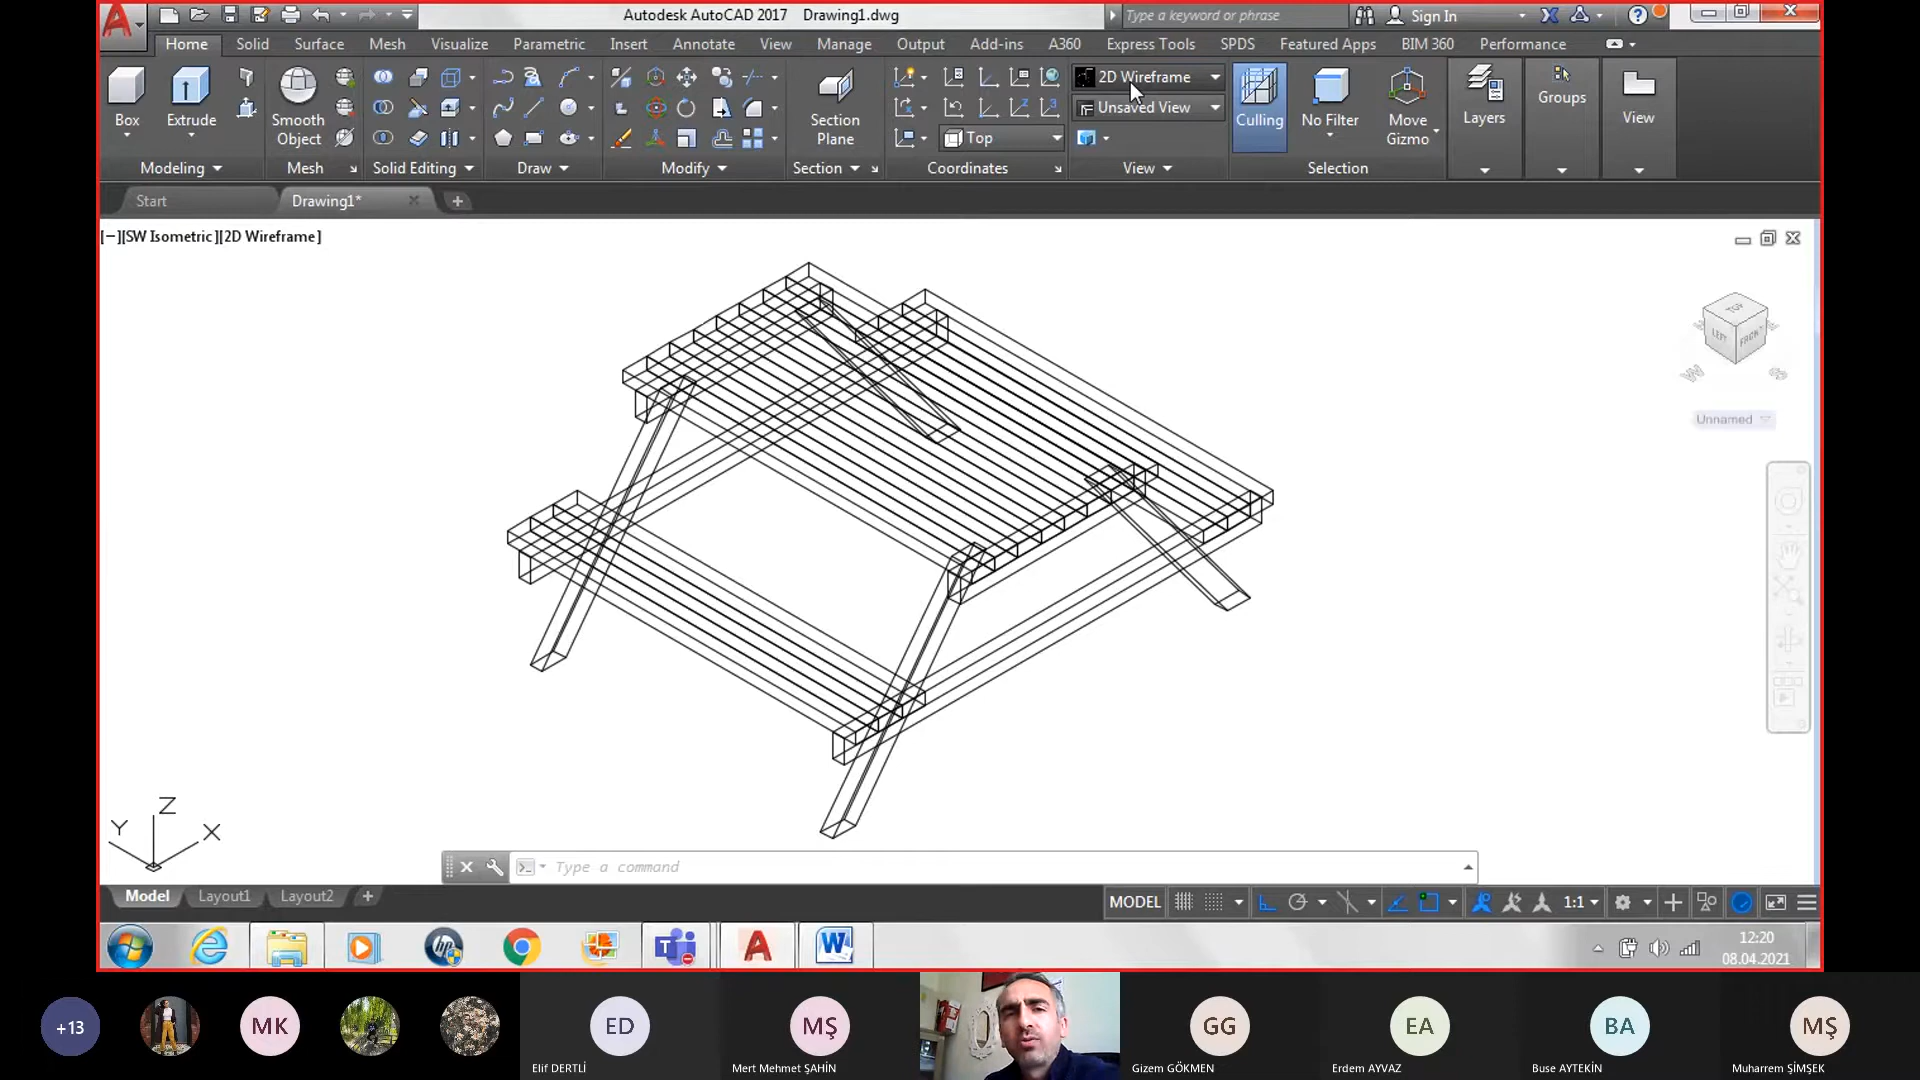 Autodesk AutoCAD 2017 Drawing1.dwg
Type a keyword or phrase
Sign In
Home Solid Surface Mesh Visualize Parametric Insert Annotate View Manage Output Add-ins A360 Express Tools SPDS Featured Apps BIM 360 Performance
2D Wireframe
Unsaved View
Box
Extrude
Smooth
Object
Section
Plane
Top
Culling
No Filter
Move
Gizmo
Layers
Groups
View
Modeling
Mesh
Solid Editing
Draw
Modify
Section
Coordinates
View
Selection
Start
Drawing1*
[−][SW Isometric][2D Wireframe]
TOP
LEFT
FRONT
W
S
Unnamed
Z
Y
X
Type a command
Model
Layout1
Layout2
MODEL
1:1
12:20
08.04.2021
+13
MK
ED
Elif DERTLİ
MŞ
Mert Mehmet ŞAHİN
GG
Gizem GÖKMEN
EA
Erdem AYVAZ
BA
Buse AYTEKİN
MŞ
Muharrem ŞİMŞEK